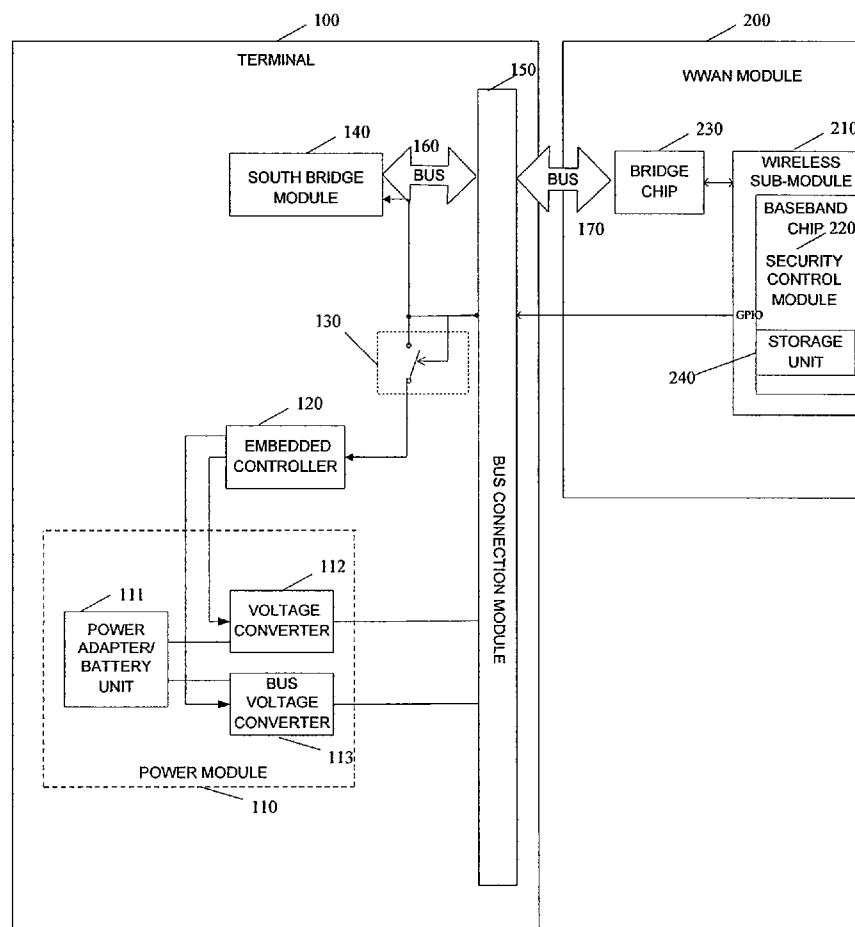 100
200
TERMINAL
150
WWAN MODULE
140
160
230
210
SOUTH BRIDGE
MODULE
BUS
BUS
BRIDGE
CHIP
WIRELESS
SUB-MODULE
BASEBAND
CHIP
220
170
SECURITY
CONTROL
MODULE
130
GPIO
STORAGE
UNIT
240
120
EMBEDDED
CONTROLLER
BUS CONNECTION MODULE
112
111
VOLTAGE
CONVERTER
POWER
ADAPTER/
BATTERY
UNIT
BUS
VOLTAGE
CONVERTER
113
POWER MODULE
110